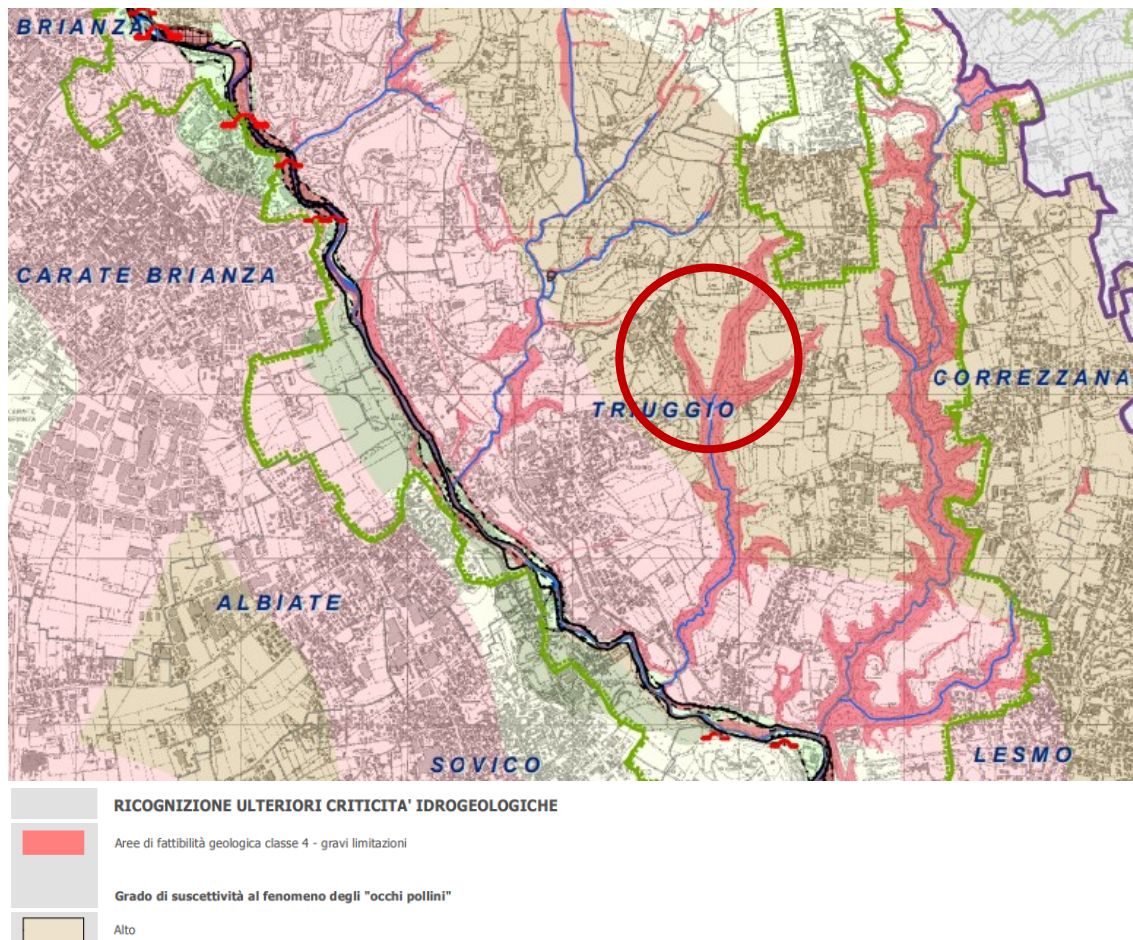 BRIANZA
CARATE BRIANZA
TRIUGGIO
CORREZZANA
ALBIATE
SOVICO
LESMO
RICOGNIZIONE ULTERIORI CRITICITA' IDROGEOLOGICHE
Aree di fattibilità geologica classe 4 - gravi limitazioni
Grado di suscettività al fenomeno degli "occhi pollini"
Alto